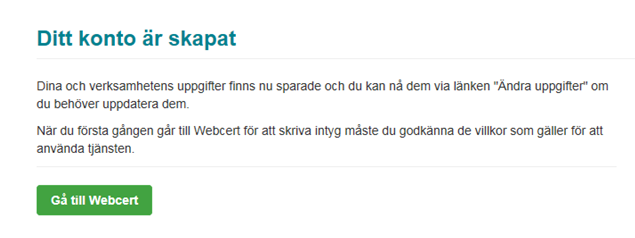 Ditt konto är skapat
Dina och verksamhetens uppgifter finns nu sparade och du kan nå dem via länken "Ändra uppgifter" om
du behöver uppdatera dem.
När du första gången går till Webcert för att skriva intyg måste du godkänna de villkor som gäller för att
använda tjänsten.
Gå till Webcert